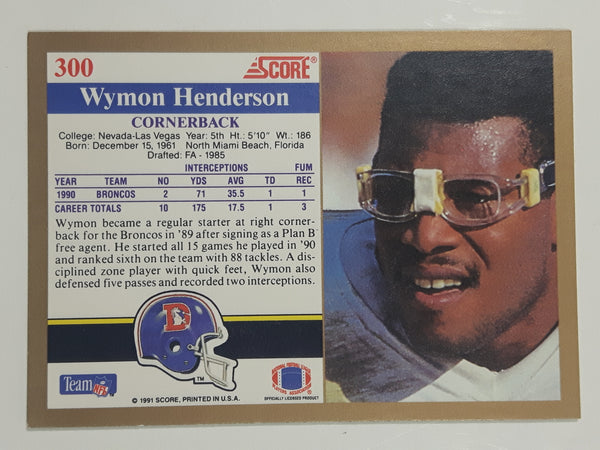 300
SCORE®
Wymon Henderson
CORNERBACK
College: Nevada-Las Vegas Year: 5th Ht.: 5'10" Wt.: 186
Born: December 15, 1961 North Miami Beach, Florida
Drafted: FA - 1985
INTERCEPTIONS FUM
YEAR TEAM NO YDS AVG TD REC
1990 BRONCOS 2 71 35.5 1 1
CAREER TOTALS 10 175 17.5 1 3
Wymon became a regular starter at right corner-
back for the Broncos in '89 after signing as a Plan B
free agent. He started all 15 games he played in '90
and ranked sixth on the team with 88 tackles. A dis-
ciplined zone player with quick feet, Wymon also
defensed five passes and recorded two interceptions.
D
TM
Team NFL
© 1991 SCORE, PRINTED IN U.S.A.
NATIONAL FOOTBALL LEAGUE
PLAYERS ASSOCIATION
OFFICIALLY LICENSED PRODUCT